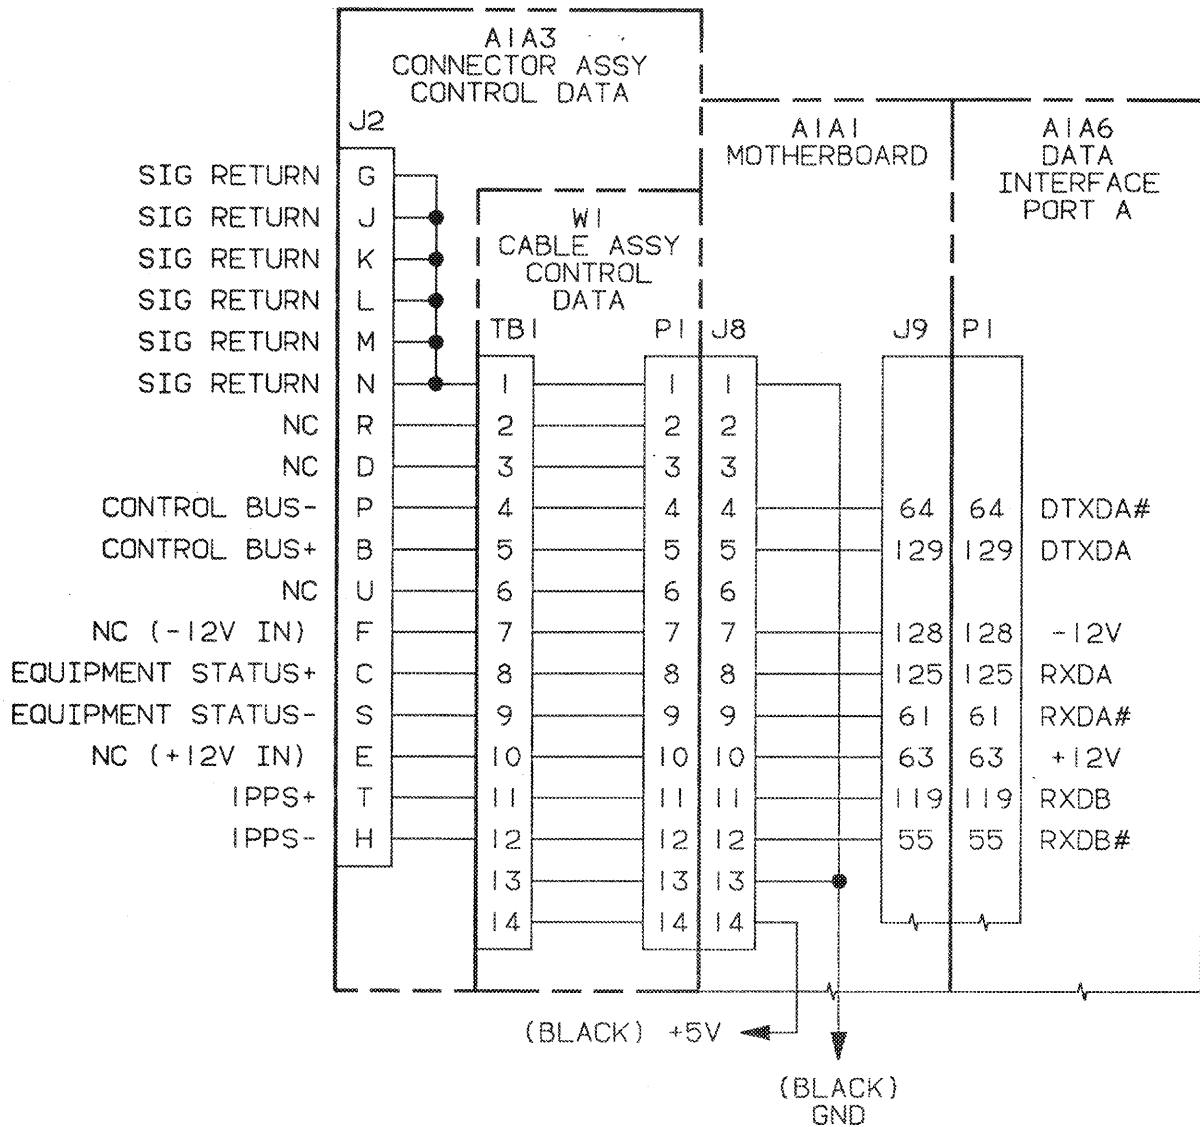 A1A3
CONNECTOR ASSY
CONTROL DATA
J2
A1A1
MOTHERBOARD
A1A6
DATA
INTERFACE
PORT A
W1
CABLE ASSY
CONTROL
DATA
TB1 P1 J8 J9 P1
SIG RETURN G
SIG RETURN J
SIG RETURN K
SIG RETURN L
SIG RETURN M
SIG RETURN N 1 1 1
NC R 2 2 2
NC D 3 3 3
CONTROL BUS- P 4 4 4 64 64 DTXDA#
CONTROL BUS+ B 5 5 5 129 129 DTXDA
NC U 6 6 6
NC (-12V IN) F 7 7 7 128 128 -12V
EQUIPMENT STATUS+ C 8 8 8 125 125 RXDA
EQUIPMENT STATUS- S 9 9 9 61 61 RXDA#
NC (+12V IN) E 10 10 10 63 63 +12V
1PPS+ T 11 11 11 119 119 RXDB
1PPS- H 12 12 12 55 55 RXDB#
13 13 13
14 14 14
(BLACK) +5V
(BLACK)
GND